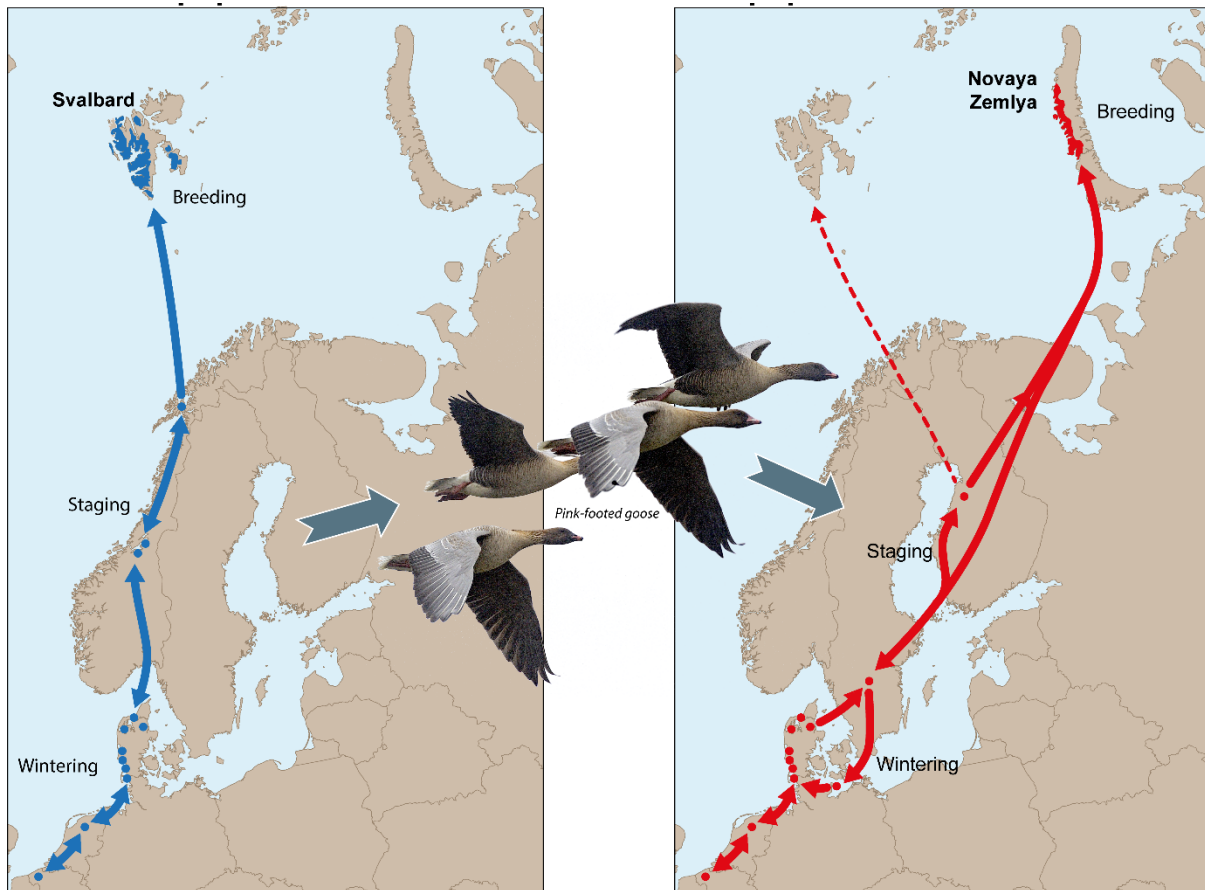 Svalbard
Breeding
Staging
Wintering
Pink-footed goose
Novaya
Zemlya
Breeding
Staging
Wintering